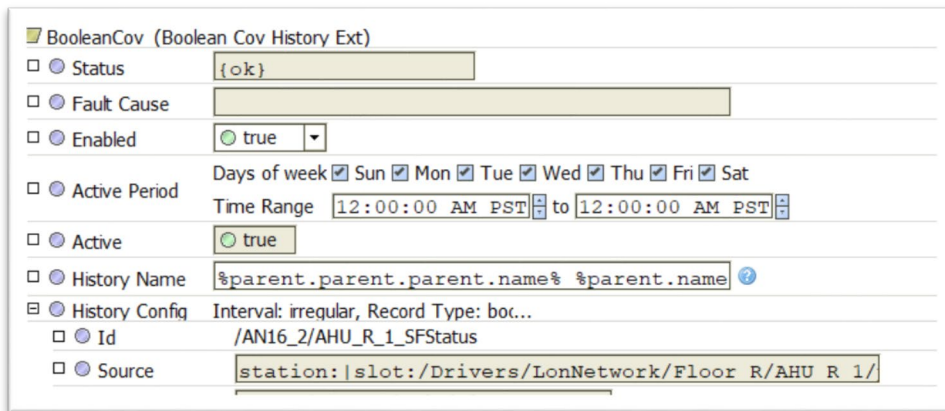 BooleanCov (Boolean Cov History Ext)
Status {ok}
Fault Cause
Enabled true
Active Period Days of week Sun Mon Tue Wed Thu Fri Sat
Time Range 12:00:00 AM PST to 12:00:00 AM PST
Active true
History Name %parent.parent.parent.name%_%parent.name
History Config Interval: irregular, Record Type: boo...
Id /AN16_2/AHU_R_1_SFStatus
Source station:|slot:/Drivers/LonNetwork/Floor_R/AHU_R_1/